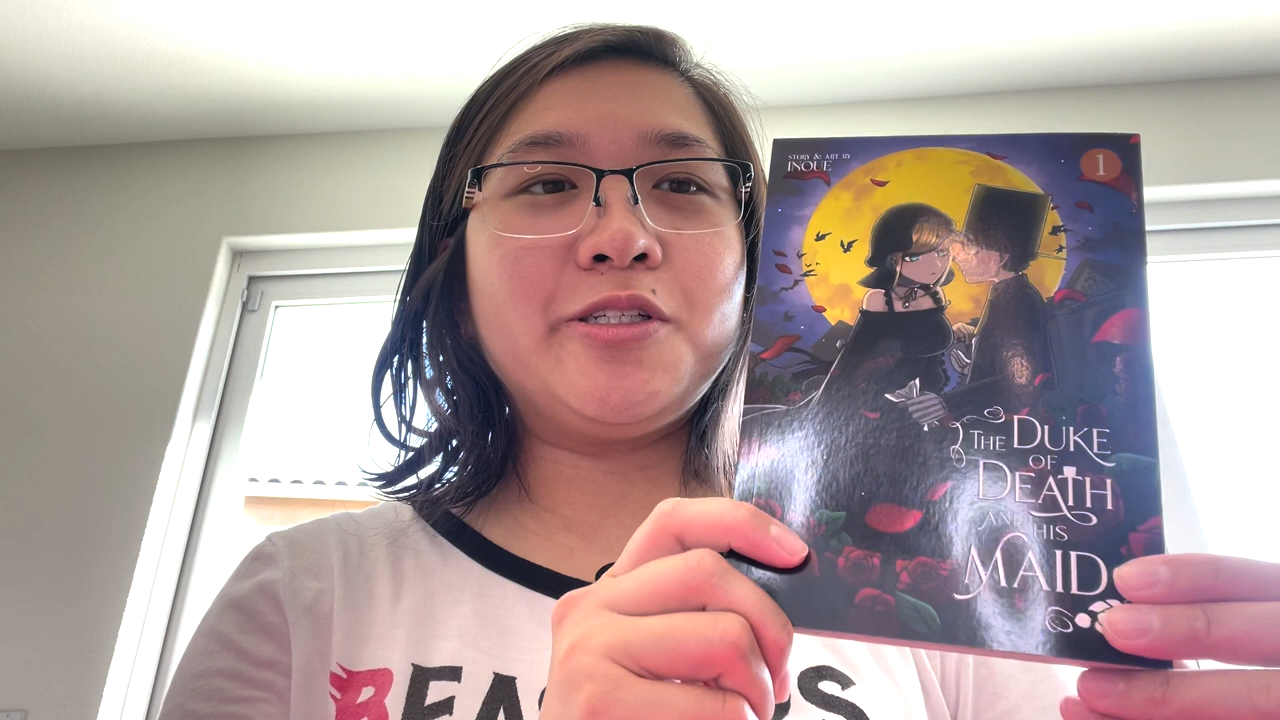 STORY & ART BY
INOUE
1
THE DUKE
OF
DEATH
AND HIS
MAID